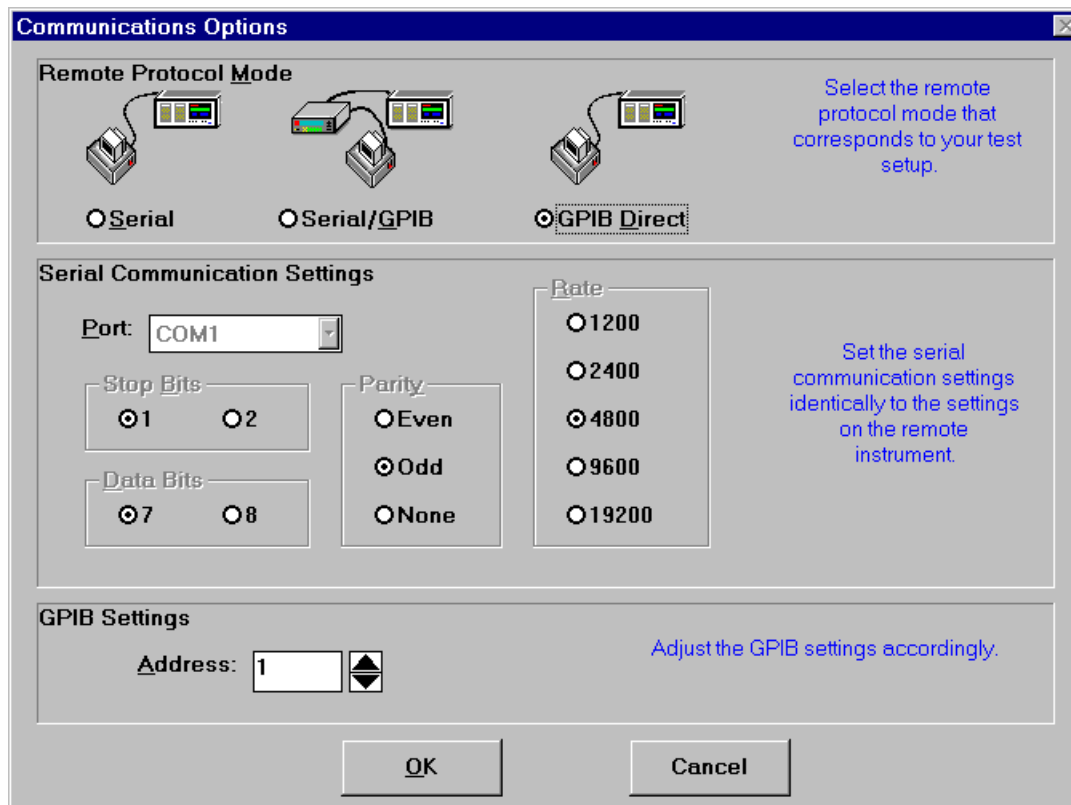 Communications Options
Remote Protocol Mode
Select the remote
protocol mode that
corresponds to your test
setup.
Serial
Serial/GPIB
GPIB Direct
Serial Communication Settings
Port: COM1
Rate
1200
2400
4800
9600
19200
Stop Bits
1 2
Data Bits
7 8
Parity
Even
Odd
None
Set the serial
communication settings
identically to the settings
on the remote
instrument.
GPIB Settings
Address: 1
Adjust the GPIB settings accordingly.
OK
Cancel